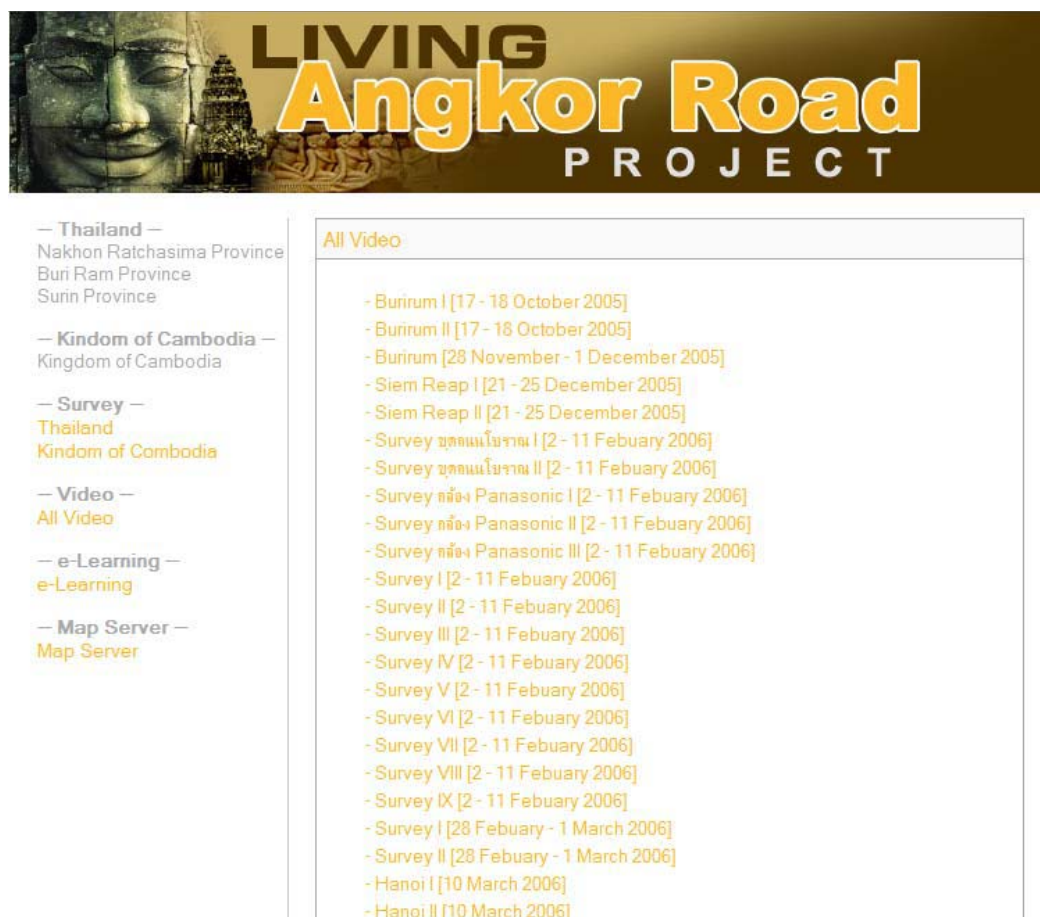 LIVING
Angkor Road
PROJECT
— Thailand —
Nakhon Ratchasima Province
Buri Ram Province
Surin Province
— Kindom of Cambodia —
Kingdom of Cambodia
— Survey —
Thailand
Kindom of Combodia
— Video —
All Video
— e-Learning —
e-Learning
— Map Server —
Map Server
All Video
- Burirum I [17 - 18 October 2005]
- Burirum II [17 - 18 October 2005]
- Burirum [28 November - 1 December 2005]
- Siem Reap I [21 - 25 December 2005]
- Siem Reap II [21 - 25 December 2005]
- Survey ขุดถนนโบราณ I [2 - 11 Febuary 2006]
- Survey ขุดถนนโบราณ II [2 - 11 Febuary 2006]
- Survey กล้อง Panasonic I [2 - 11 Febuary 2006]
- Survey กล้อง Panasonic II [2 - 11 Febuary 2006]
- Survey กล้อง Panasonic III [2 - 11 Febuary 2006]
- Survey I [2 - 11 Febuary 2006]
- Survey II [2 - 11 Febuary 2006]
- Survey III [2 - 11 Febuary 2006]
- Survey IV [2 - 11 Febuary 2006]
- Survey V [2 - 11 Febuary 2006]
- Survey VI [2 - 11 Febuary 2006]
- Survey VII [2 - 11 Febuary 2006]
- Survey VIII [2 - 11 Febuary 2006]
- Survey IX [2 - 11 Febuary 2006]
- Survey I [28 Febuary - 1 March 2006]
- Survey II [28 Febuary - 1 March 2006]
- Hanoi I [10 March 2006]
- Hanoi II [10 March 2006]